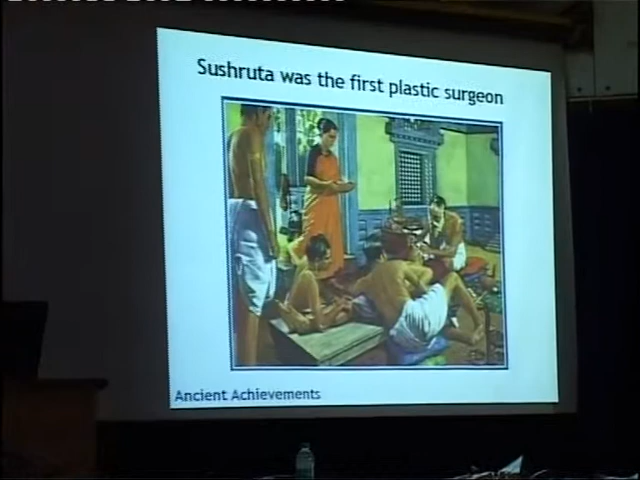 Sushruta was the first plastic surgeon
Ancient Achievements